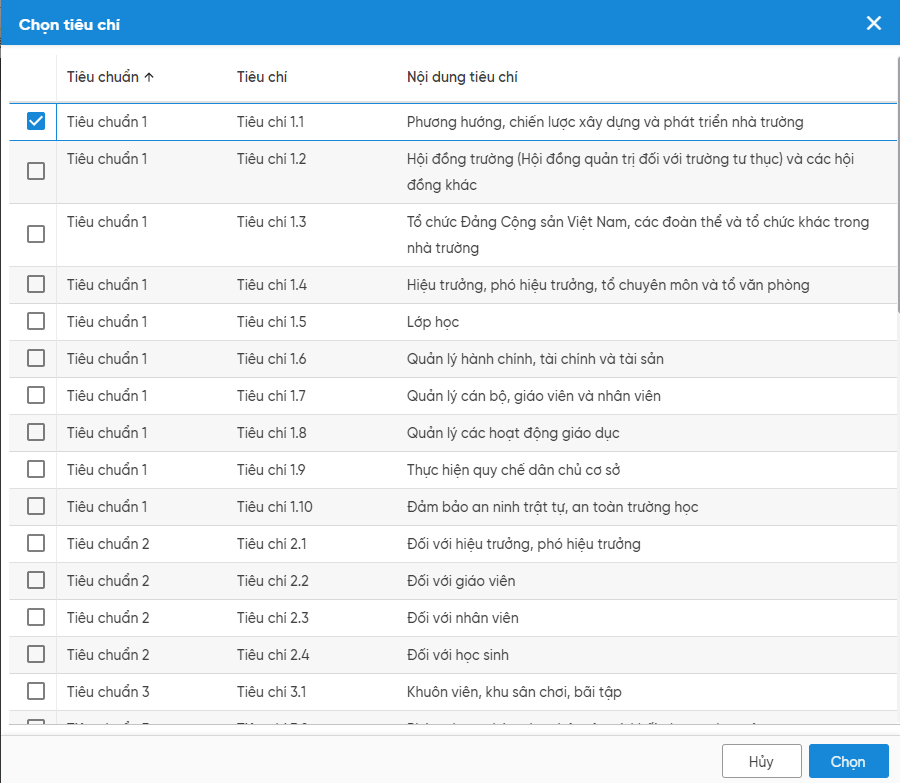 Chọn tiêu chí
Tiêu chuẩn Tiêu chí Nội dung tiêu chí
Tiêu chuẩn 1 Tiêu chí 1.1 Phương hướng, chiến lược xây dựng và phát triển nhà trường
Tiêu chuẩn 1 Tiêu chí 1.2 Hội đồng trường (Hội đồng quản trị đối với trường tư thục) và các hội
đồng khác
Tiêu chuẩn 1 Tiêu chí 1.3 Tổ chức Đảng Cộng sản Việt Nam, các đoàn thể và tổ chức khác trong
nhà trường
Tiêu chuẩn 1 Tiêu chí 1.4 Hiệu trưởng, phó hiệu trưởng, tổ chuyên môn và tổ văn phòng
Tiêu chuẩn 1 Tiêu chí 1.5 Lớp học
Tiêu chuẩn 1 Tiêu chí 1.6 Quản lý hành chính, tài chính và tài sản
Tiêu chuẩn 1 Tiêu chí 1.7 Quản lý cán bộ, giáo viên và nhân viên
Tiêu chuẩn 1 Tiêu chí 1.8 Quản lý các hoạt động giáo dục
Tiêu chuẩn 1 Tiêu chí 1.9 Thực hiện quy chế dân chủ cơ sở
Tiêu chuẩn 1 Tiêu chí 1.10 Đảm bảo an ninh trật tự, an toàn trường học
Tiêu chuẩn 2 Tiêu chí 2.1 Đối với hiệu trưởng, phó hiệu trưởng
Tiêu chuẩn 2 Tiêu chí 2.2 Đối với giáo viên
Tiêu chuẩn 2 Tiêu chí 2.3 Đối với nhân viên
Tiêu chuẩn 2 Tiêu chí 2.4 Đối với học sinh
Tiêu chuẩn 3 Tiêu chí 3.1 Khuôn viên, khu sân chơi, bãi tập
Hủy Chọn